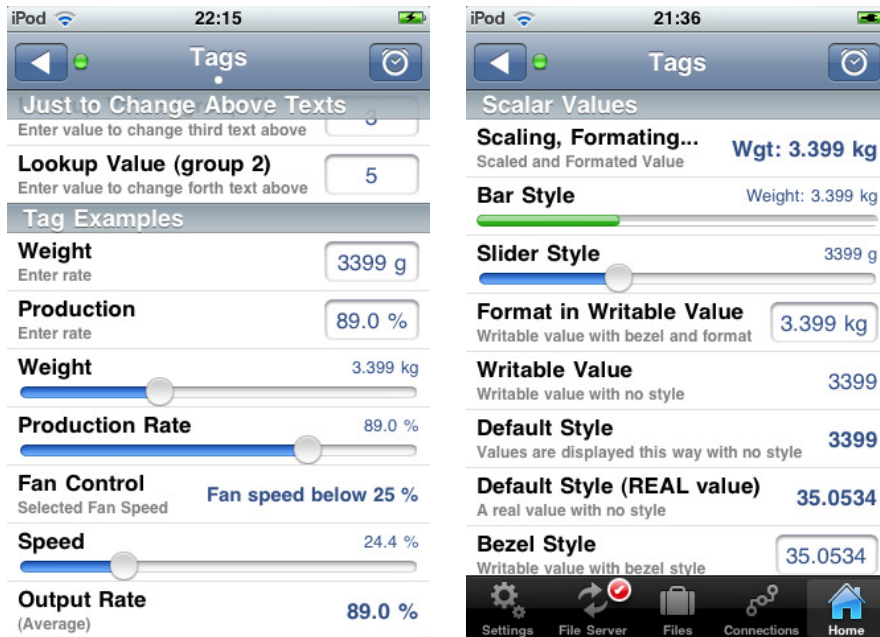 iPod 22:15
Tags
Just to Change Above Texts
Enter value to change third text above
Lookup Value (group 2)
Enter value to change forth text above
5
Tag Examples
Weight
Enter rate
3399 g
Production
Enter rate
89.0 %
Weight
3.399 kg
Production Rate
89.0 %
Fan Control
Selected Fan Speed
Fan speed below 25 %
Speed
24.4 %
Output Rate
(Average)
89.0 %
iPod 21:36
Tags
Scalar Values
Scaling, Formating...
Scaled and Formated Value
Wgt: 3.399 kg
Bar Style
Weight: 3.399 kg
Slider Style
3399 g
Format in Writable Value
Writable value with bezel and format
3.399 kg
Writable Value
Writable value with no style
3399
Default Style
Values are displayed this way with no style
3399
Default Style (REAL value)
A real value with no style
35.0534
Bezel Style
Writable value with bezel style
35.0534
Settings
File Server
Files
Connections
Home